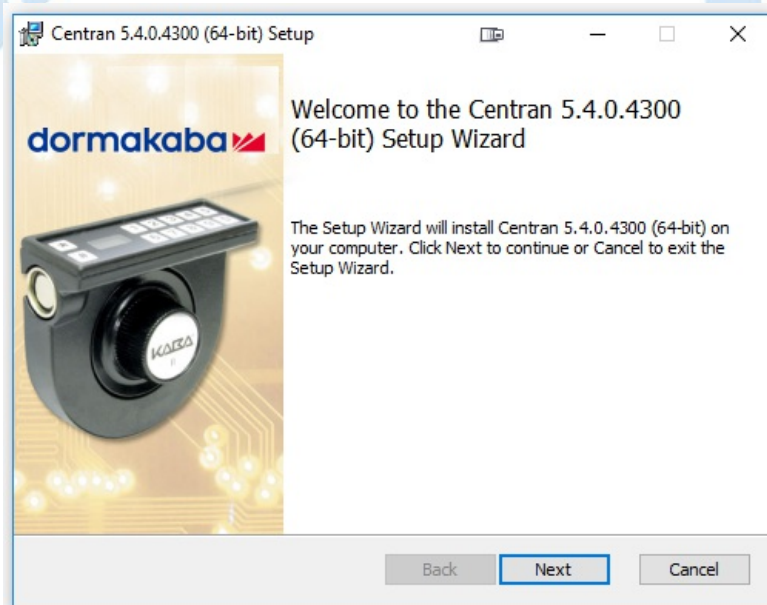 Centran 5.4.0.4300 (64-bit) Setup
dormakaba
Welcome to the Centran 5.4.0.4300
(64-bit) Setup Wizard
The Setup Wizard will install Centran 5.4.0.4300 (64-bit) on
your computer. Click Next to continue or Cancel to exit the
Setup Wizard.
KABA
Back
Next
Cancel